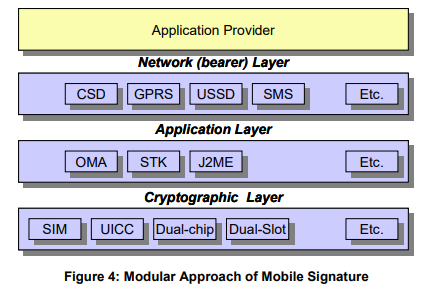 Application Provider
Network (bearer) Layer
CSD GPRS USSD SMS Etc.
Application Layer
OMA STK J2ME Etc.
Cryptographic Layer
SIM UICC Dual-chip Dual-Slot Etc.
Figure 4: Modular Approach of Mobile Signature